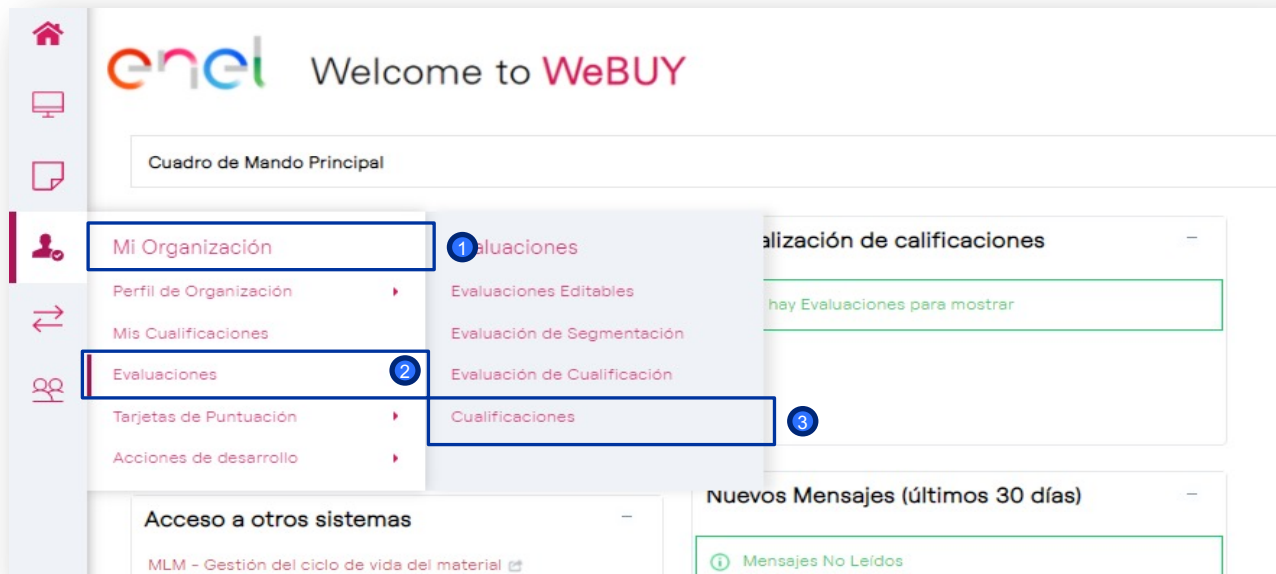 enel Welcome to WeBUY
Cuadro de Mando Principal
Mi Organización
1
Perfil de Organización
Mis Cualificaciones
Evaluaciones
2
Tarjetas de Puntuación
Acciones de desarrollo
aluaciones
Evaluaciones Editables
Evaluación de Segmentación
Evaluación de Cualificación
Cualificaciones
3
alización de calificaciones
hay Evaluaciones para mostrar
Acceso a otros sistemas
MLM - Gestión del ciclo de vida del material
Nuevos Mensajes (últimos 30 días)
Mensajes No Leídos